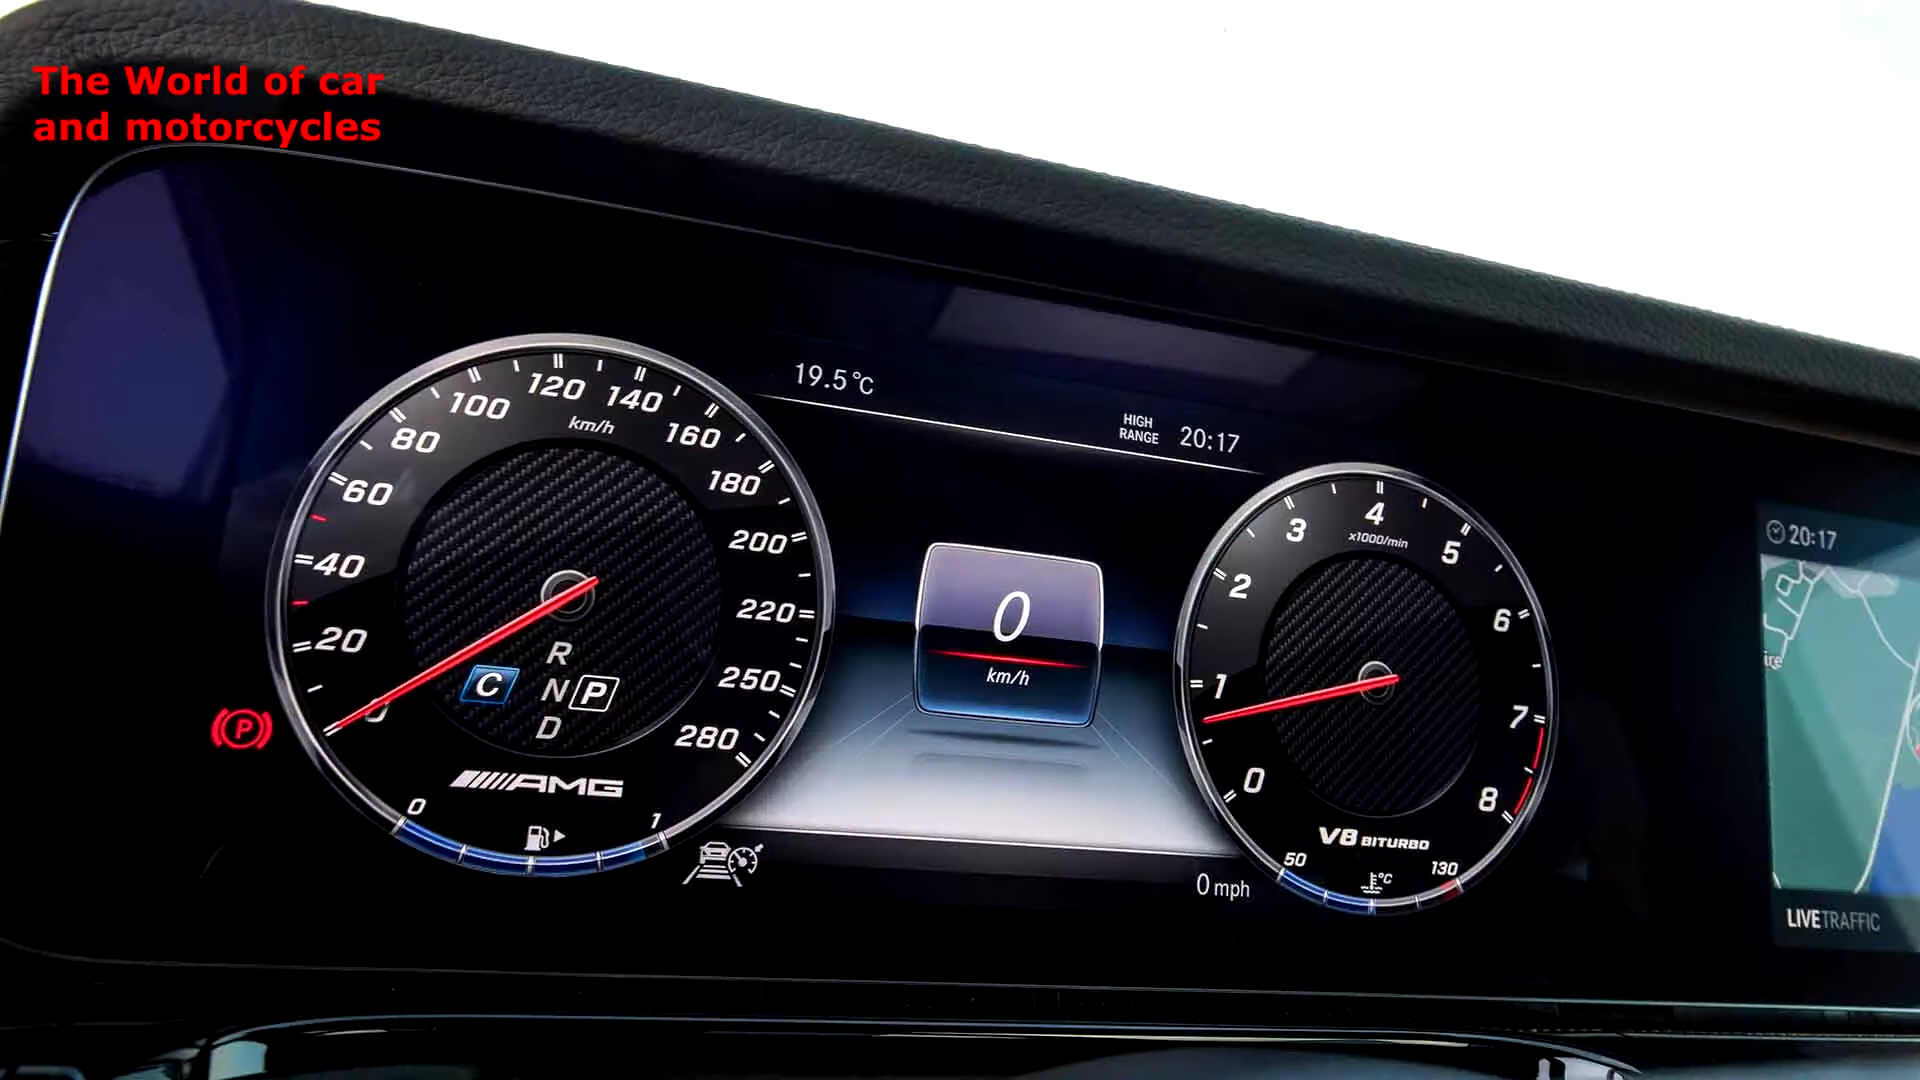 The World of car
and motorcycles
19.5°C
HIGH
RANGE
20:17
0
20
40
60
80
100
120
140
160
180
200
220
250
280
km/h
R
C
N
P
D
P
AMG
0
1
0
km/h
0 mph
0
1
2
3
4
5
6
7
8
x1000/min
V8 BITURBO
50
130
°C
20:17
LIVETRAFFIC